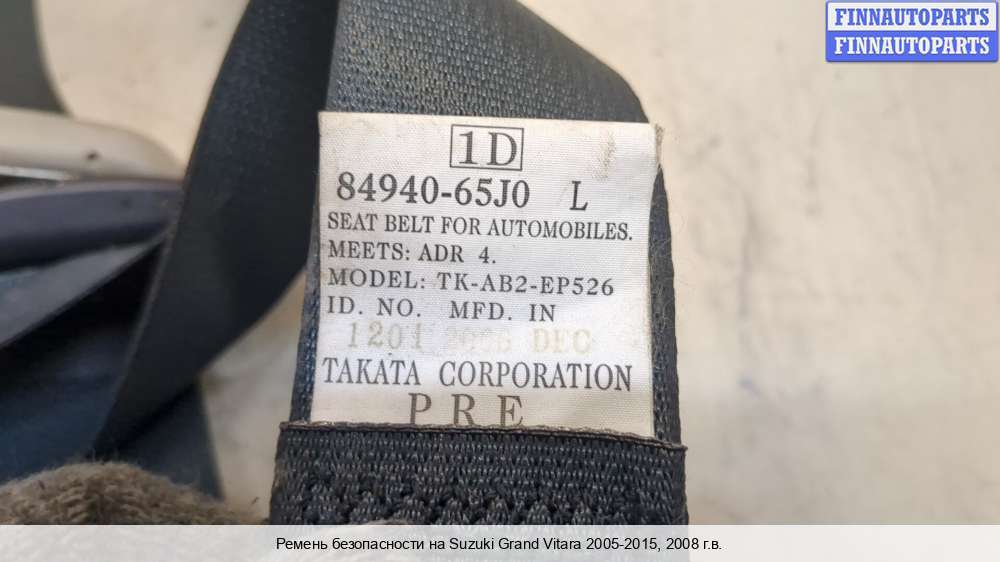 FINNAUTOPARTS
FINNAUTOPARTS
1D
84940-65J0 L
SEAT BELT FOR AUTOMOBILES.
MEETS: ADR 4.
MODEL: TK-AB2-EP526
ID. NO. MFD. IN
1201 DEC
TAKATA CORPORATION
PRE
Ремень безопасности на Suzuki Grand Vitara 2005-2015, 2008 г.в.